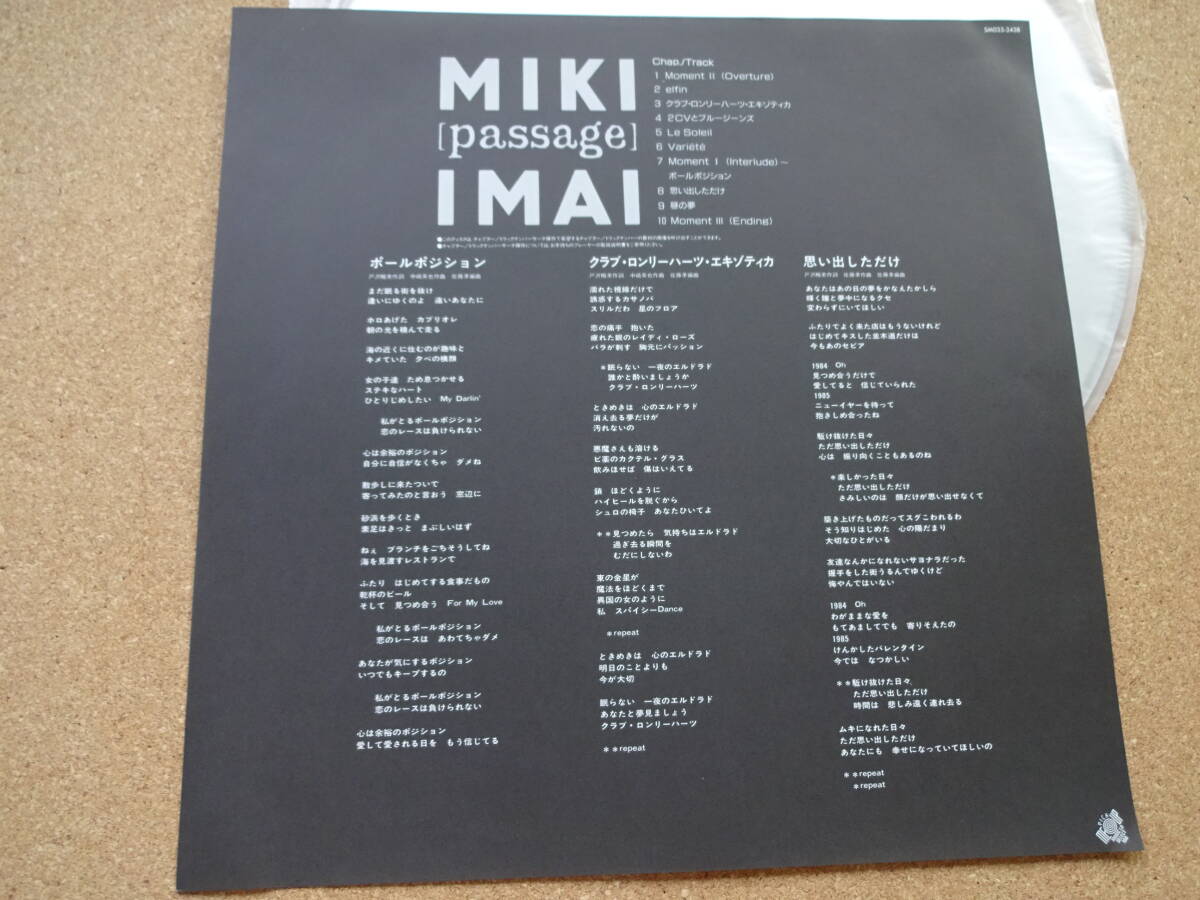 SM035-3438
MIKI
[passage]
IMAI
Chap./Track
1 Moment II (Overture)
2 elfin
3 クラブ・ロンリーハーツ・エキゾティカ
4 2CVとブルージーンズ
5 Le Soleil
6 Variété
7 Moment I (Interlude)~
ポールポジション
8 思い出しただけ
9 昼の夢
10 Moment III (Ending)
ポールポジション
まだ眠る街を抜け
逢いにゆくのよ 遠いあなたに
ホロあげた カブリオレ
朝の光を積んで走る
海の近くに住むのが趣味と
キメていた 夕べの横顔
女の子達 ため息つかせる
ステキなハート
ひとりじめしたい My Darlin'
私がとるポールポジション
恋のレースは負けられない
心は余裕のポジション
自分に自信がなくちゃ ダメね
散歩しに来たついで
寄ってみたのと言おう 窓辺に
砂浜を歩くとき
素足はきっと まぶしいはず
ねぇ ブランチをごちそうしてね
海を見渡すレストランで
ふたり はじめてする食事だもの
乾杯のビール
そして 見つめ合う For My Love
私がとるポールポジション
恋のレースは あわてちゃダメ
あなたが気にするポジション
いつでもキープするの
私がとるポールポジション
恋のレースは負けられない
心は余裕のポジション
愛して愛される日を もう信じてる
クラブ・ロンリーハーツ・エキゾティカ
濡れた視線だけで
誘惑するカサノバ
スリルだわ 星のフロア
恋の痛手 抱いた
疲れた眼のレイディ・ローズ
バラが刺す 胸元にパッション
＊眠らない 一夜のエルドラド
誰かと酔いましょうか
クラブ・ロンリーハーツ
ときめきは 心のエルドラド
消え去る夢だけが
汚れないの
悪魔さえも溶ける
ビ薬のカクテル・グラス
飲みほせば 傷はいえてる
鎖 ほどくように
ハイヒールを脱ぐから
シュロの椅子 あなたひいてよ
＊＊見つめたら 気持ちはエルドラド
過ぎ去る瞬間を
むだにしないわ
東の金星が
魔法をほどくまで
異国の女のように
私 スパイシーDance
＊repeat
ときめきは 心のエルドラド
明日のことよりも
今が大切
眠らない 一夜のエルドラド
あなたと夢見ましょう
クラブ・ロンリーハーツ
＊＊repeat
思い出しただけ
あなたはあの日の夢をかなえたかしら
輝く瞳と夢中になるクセ
変わらずにいてほしい
ふたりでよく来た店はもうないけれど
はじめてキスした並木道だけは
今もあのセピア
1984 Oh
見つめ合うだけで
愛してると 信じていられた
1985
ニューイヤーを待って
抱きしめ合ったね
駆け抜けた日々
ただ思い出しただけ
心は 振り向くこともあるのね
＊楽しかった日々
ただ思い出しただけ
さみしいのは 顔だけが思い出せなくて
築き上げたものだってスグこわれるわ
そう知りはじめた 心の陽だまり
大切なひとがいる
友達なんかになれないサヨナラだった
握手をした街うるんでゆくけど
悔やんではいない
1984 Oh
わがままな愛を
もてあましてでも 寄りそえたの
1985
けんかしたバレンタイン
今では なつかしい
＊＊駆け抜けた日々
ただ思い出しただけ
時間は 悲しみ遠く連れ去る
ムキになれた日々
ただ思い出しただけ
あなたにも 幸せになっていてほしいの
＊＊repeat
＊repeat